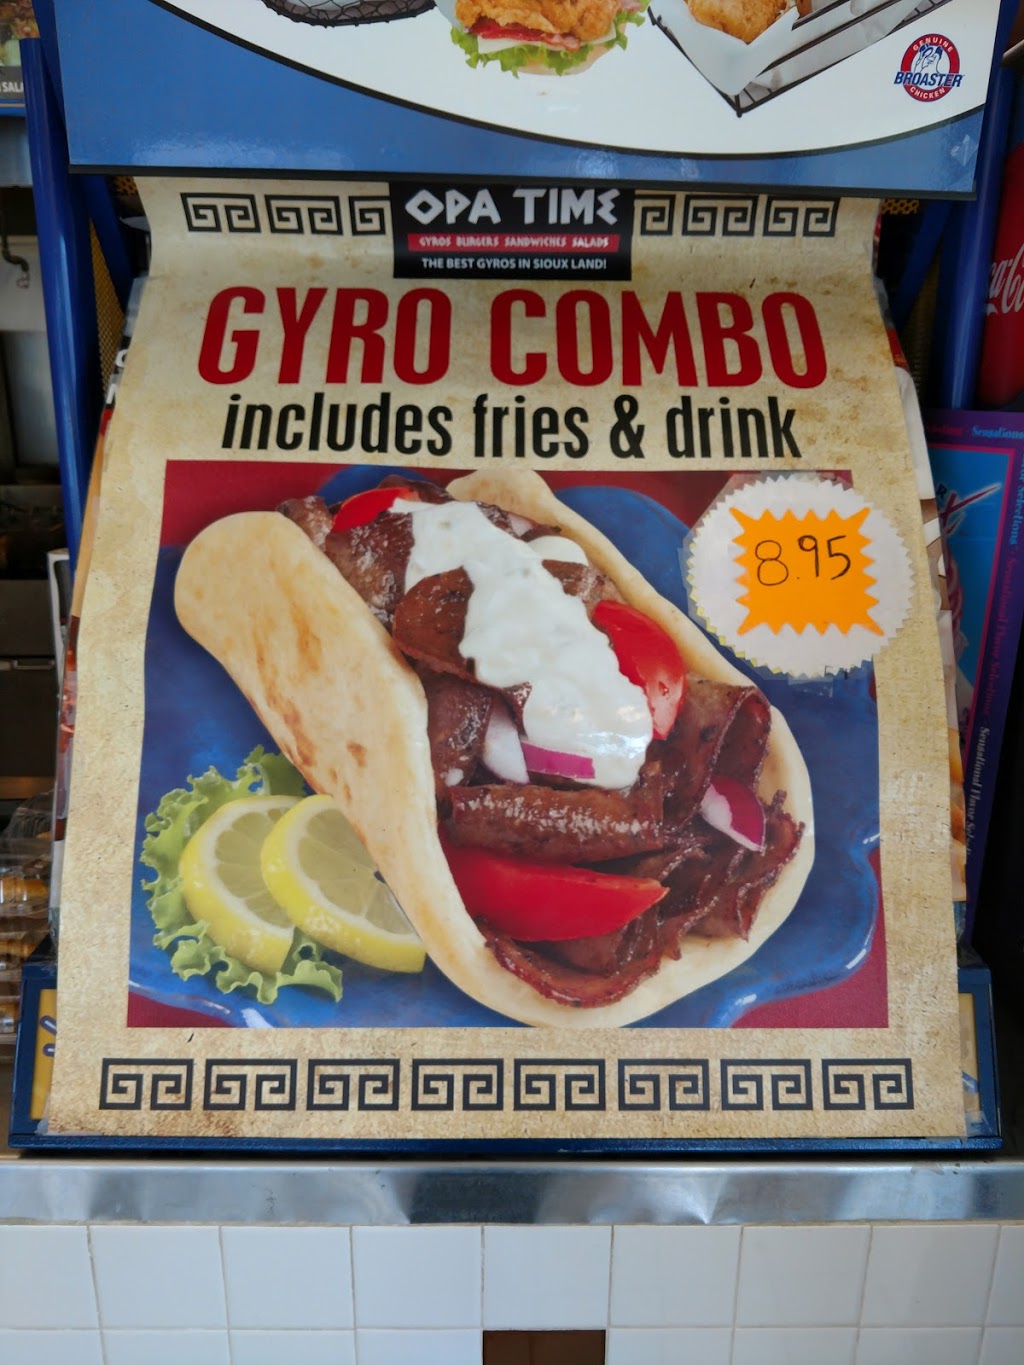 GENUINE
BROASTER
CHICKEN
OPA TIME
GYROS BURGERS SANDWICHES SALADS
THE BEST GYROS IN SIOUX LAND!
GYRO COMBO
includes fries & drink
8.95
Sensations